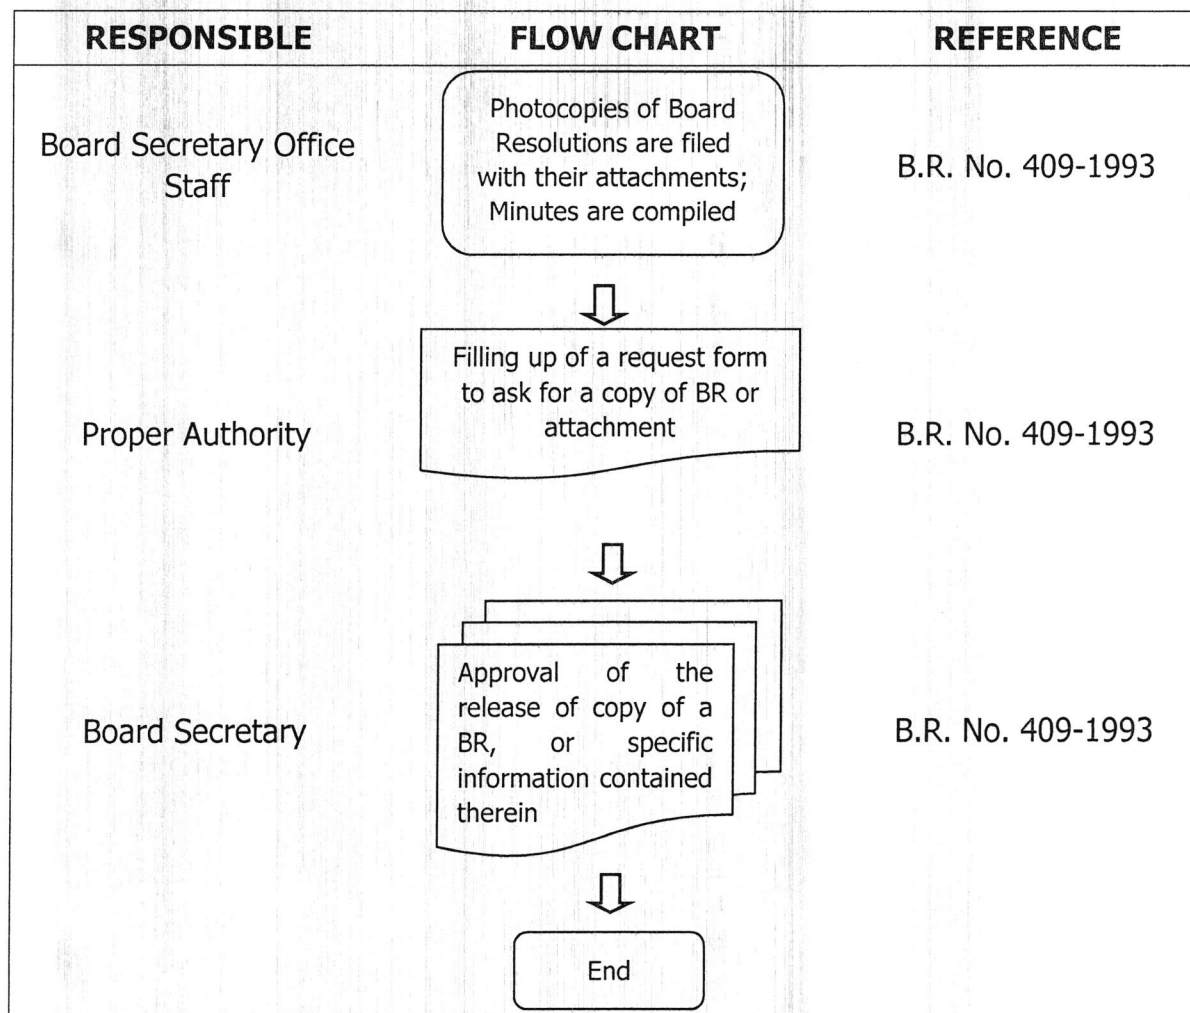 RESPONSIBLE FLOW CHART REFERENCE
Board Secretary Office
Staff
Photocopies of Board
Resolutions are filed
with their attachments;
Minutes are compiled
B.R. No. 409-1993
Proper Authority
Filling up of a request form
to ask for a copy of BR or
attachment
B.R. No. 409-1993
Board Secretary
Approval of the
release of copy of a
BR, or specific
information contained
therein
B.R. No. 409-1993
End